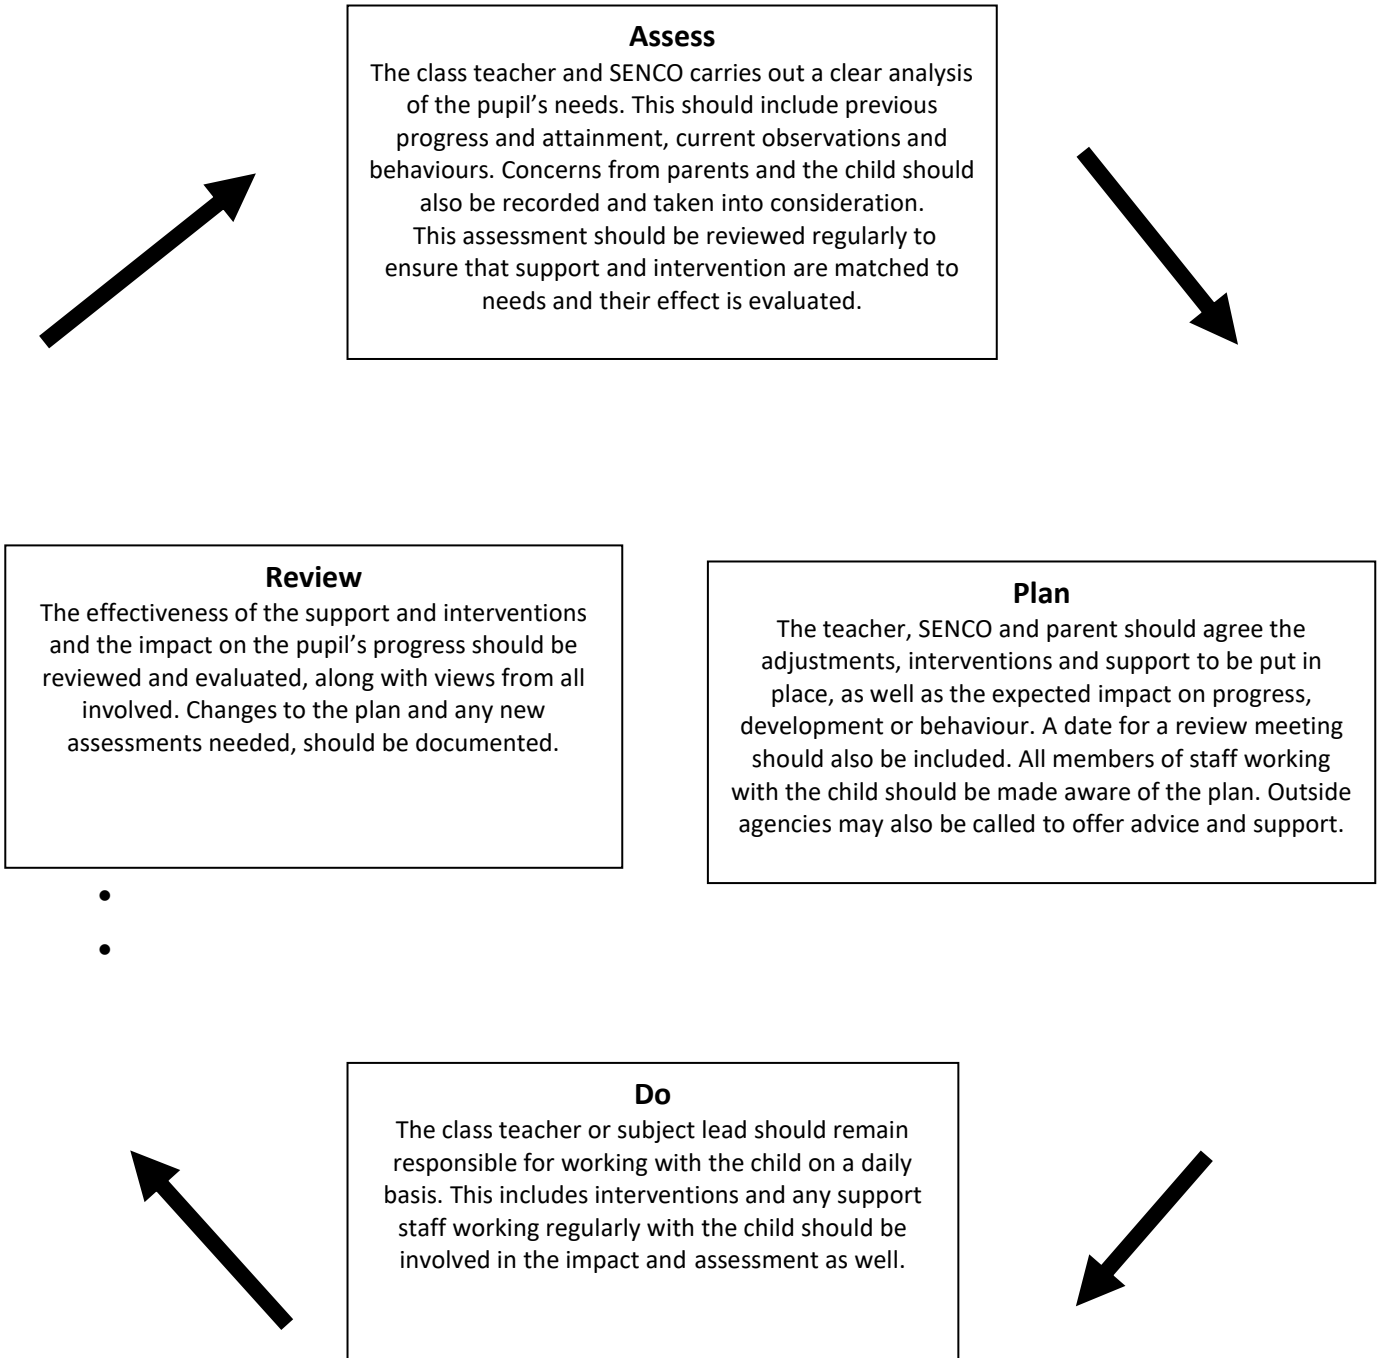 Assess
The class teacher and SENCO carries out a clear analysis
of the pupil’s needs. This should include previous
progress and attainment, current observations and
behaviours. Concerns from parents and the child should
also be recorded and taken into consideration.
This assessment should be reviewed regularly to
ensure that support and intervention are matched to
needs and their effect is evaluated.
Review
The effectiveness of the support and interventions
and the impact on the pupil’s progress should be
reviewed and evaluated, along with views from all
involved. Changes to the plan and any new
assessments needed, should be documented.
Plan
The teacher, SENCO and parent should agree the
adjustments, interventions and support to be put in
place, as well as the expected impact on progress,
development or behaviour. A date for a review meeting
should also be included. All members of staff working
with the child should be made aware of the plan. Outside
agencies may also be called to offer advice and support.
Do
The class teacher or subject lead should remain
responsible for working with the child on a daily
basis. This includes interventions and any support
staff working regularly with the child should be
involved in the impact and assessment as well.